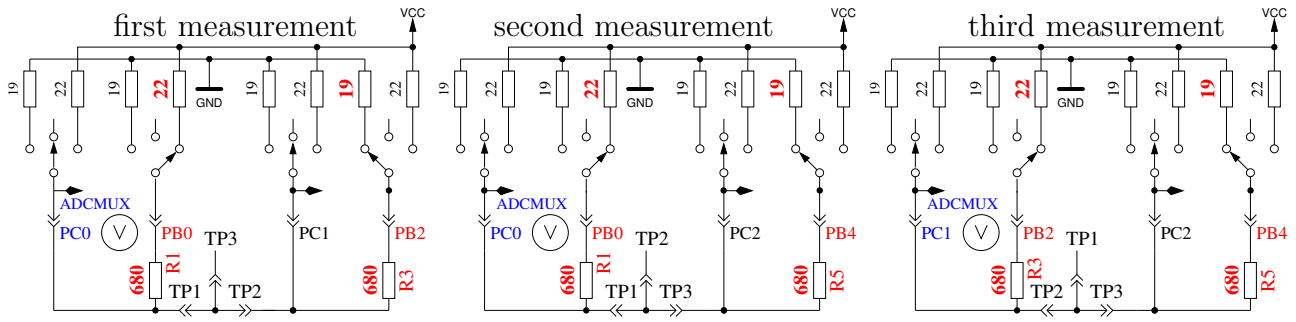 first measurement
VCC
19
22
19
22
GND
19
22
19
22
ADCMUX
PC0
V
PB0
TP3
PC1
PB2
680
R1
680
R3
TP1
TP2
second measurement
VCC
19
22
19
22
GND
19
22
19
22
ADCMUX
PC0
V
PB0
TP2
PC2
PB4
680
R1
680
R5
TP1
TP3
third measurement
VCC
19
22
19
22
GND
19
22
19
22
ADCMUX
PC1
V
PB2
TP1
PC2
PB4
680
R3
680
R5
TP2
TP3